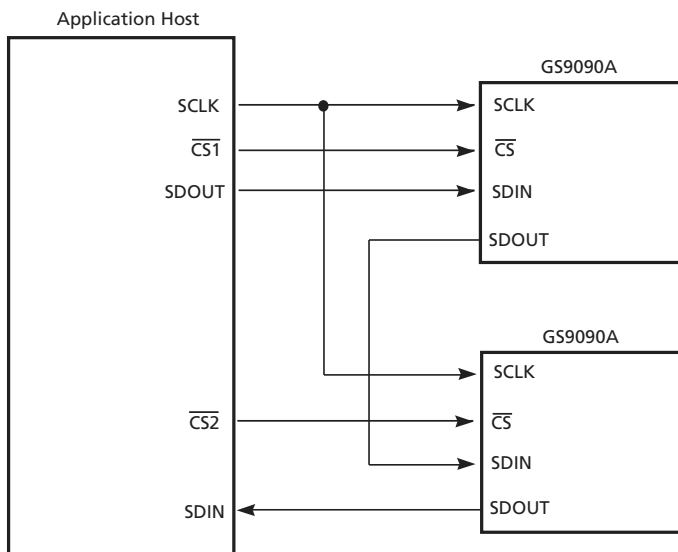 Application Host
SCLK
CS1
SDOUT
CS2
SDIN
GS9090A
SCLK
CS
SDIN
SDOUT
GS9090A
SCLK
CS
SDIN
SDOUT